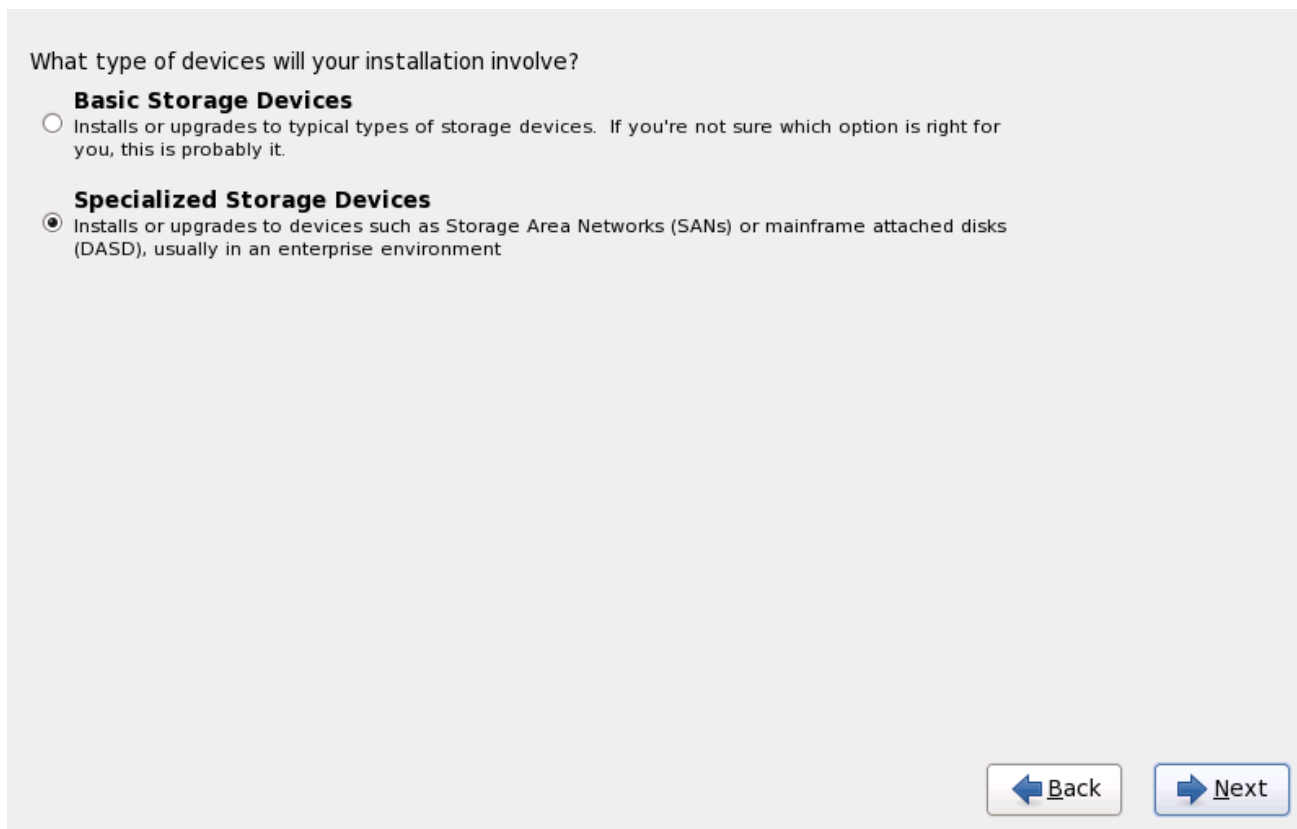 What type of devices will your installation involve?
Basic Storage Devices
Installs or upgrades to typical types of storage devices.  If you're not sure which option is right for
you, this is probably it.
Specialized Storage Devices
Installs or upgrades to devices such as Storage Area Networks (SANs) or mainframe attached disks
(DASD), usually in an enterprise environment
Back
Next